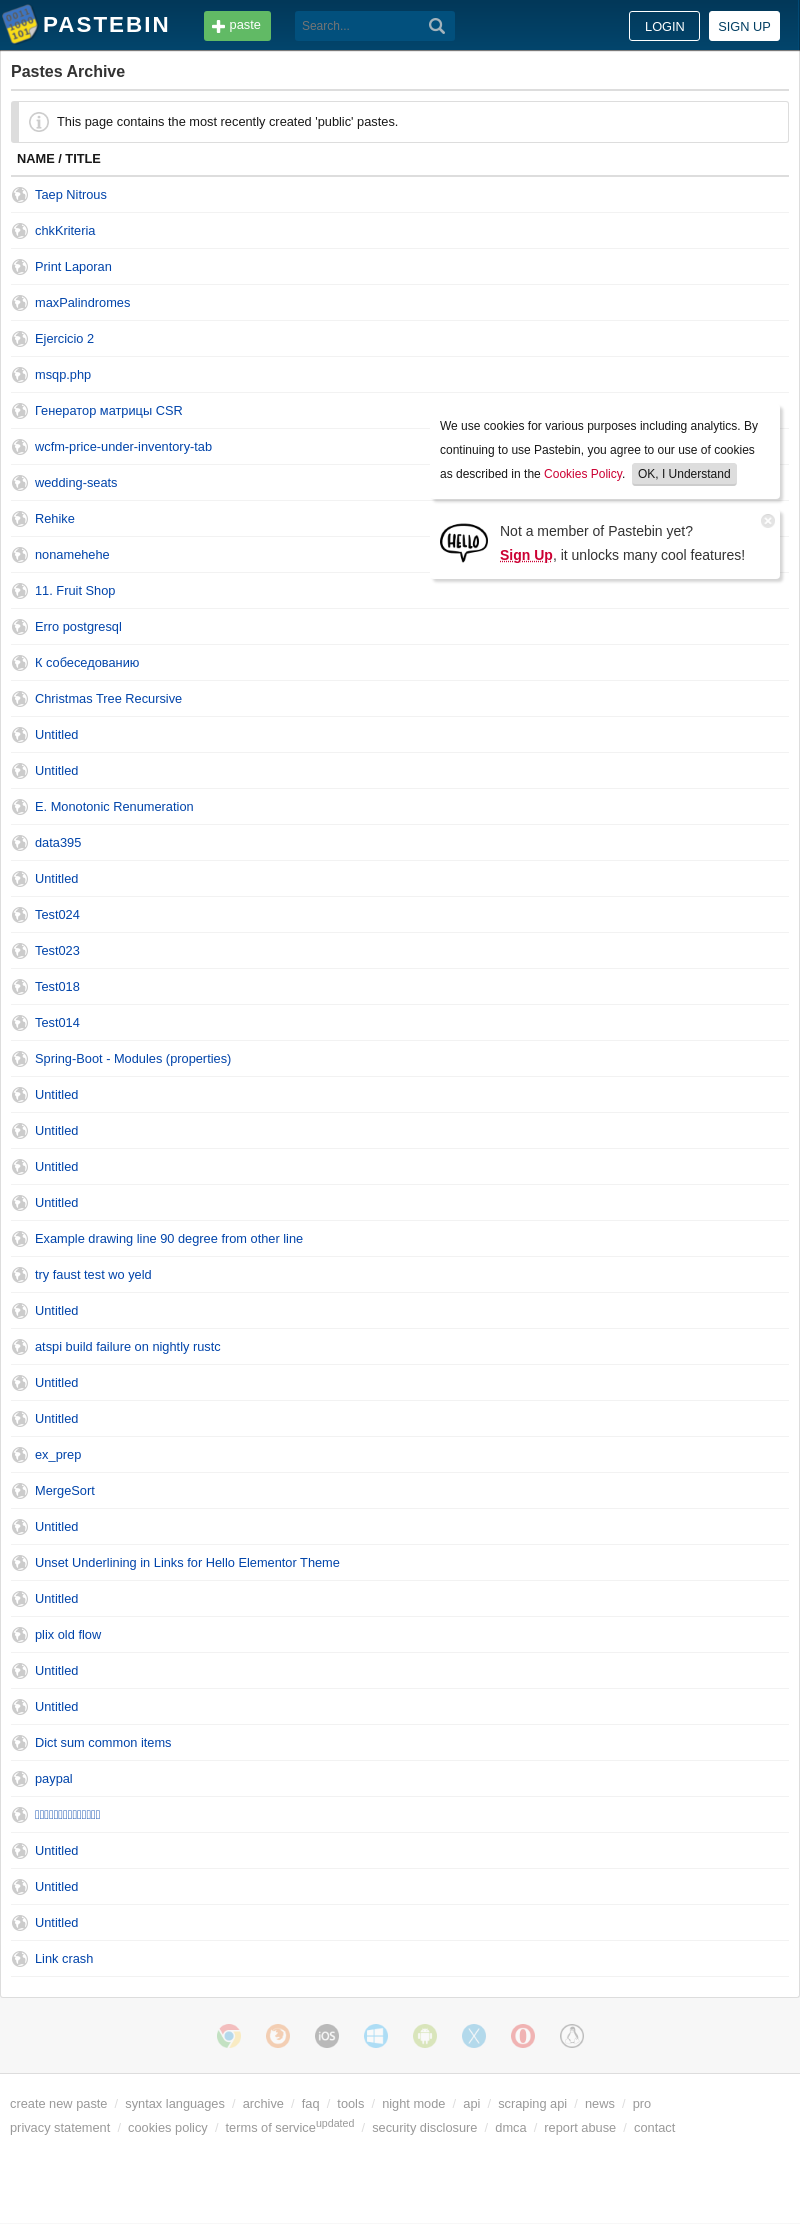 PASTEBIN
paste
Search...
LOGIN
SIGN UP
Pastes Archive
This page contains the most recently created 'public' pastes.
NAME / TITLE
Taep Nitrous
chkKriteria
Print Laporan
maxPalindromes
Ejercicio 2
msqp.php
Генератор матрицы CSR
wcfm-price-under-inventory-tab
wedding-seats
Rehike
nonamehehe
We use cookies for various purposes including analytics. By
continuing to use Pastebin, you agree to our use of cookies
as described in the Cookies Policy. OK, I Understand
HELLO
Not a member of Pastebin yet?
Sign Up, it unlocks many cool features!
11. Fruit Shop
Erro postgresql
К собеседованию
Christmas Tree Recursive
Untitled
Untitled
E. Monotonic Renumeration
data395
Untitled
Test024
Test023
Test018
Test014
Spring-Boot - Modules (properties)
Untitled
Untitled
Untitled
Untitled
Example drawing line 90 degree from other line
try faust test wo yeld
Untitled
atspi build failure on nightly rustc
Untitled
Untitled
ex_prep
MergeSort
Untitled
Unset Underlining in Links for Hello Elementor Theme
Untitled
plix old flow
Untitled
Untitled
Dict sum common items
paypal
Untitled
Untitled
Untitled
Link crash
iOS
create new paste / syntax languages / archive / faq / tools / night mode / api / scraping api / news / pro
privacy statement / cookies policy / terms of service updated / security disclosure / dmca / report abuse / contact